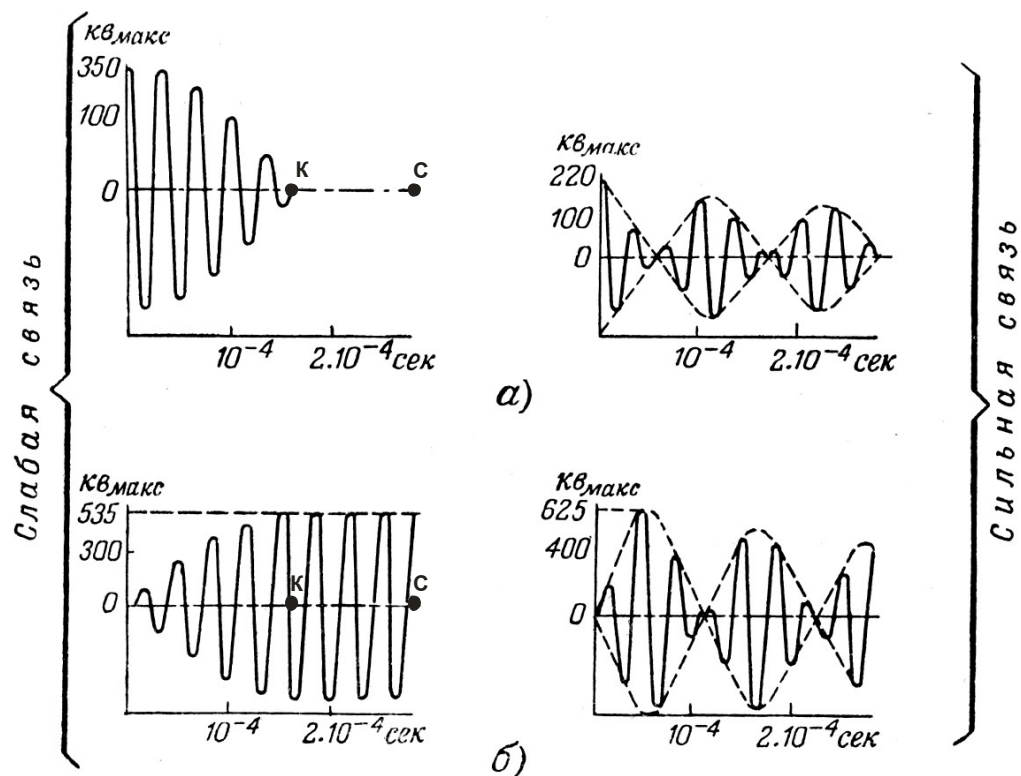 Слабая связь
Сильная связь
кв макс
350
100
0
К
С
10⁻⁴
2.10⁻⁴ сек
кв макс
220
100
0
10⁻⁴
2.10⁻⁴ сек
а)
кв макс
535
300
0
К
С
10⁻⁴
2.10⁻⁴ сек
кв макс
625
400
0
10⁻⁴
2.10⁻⁴ сек
б)